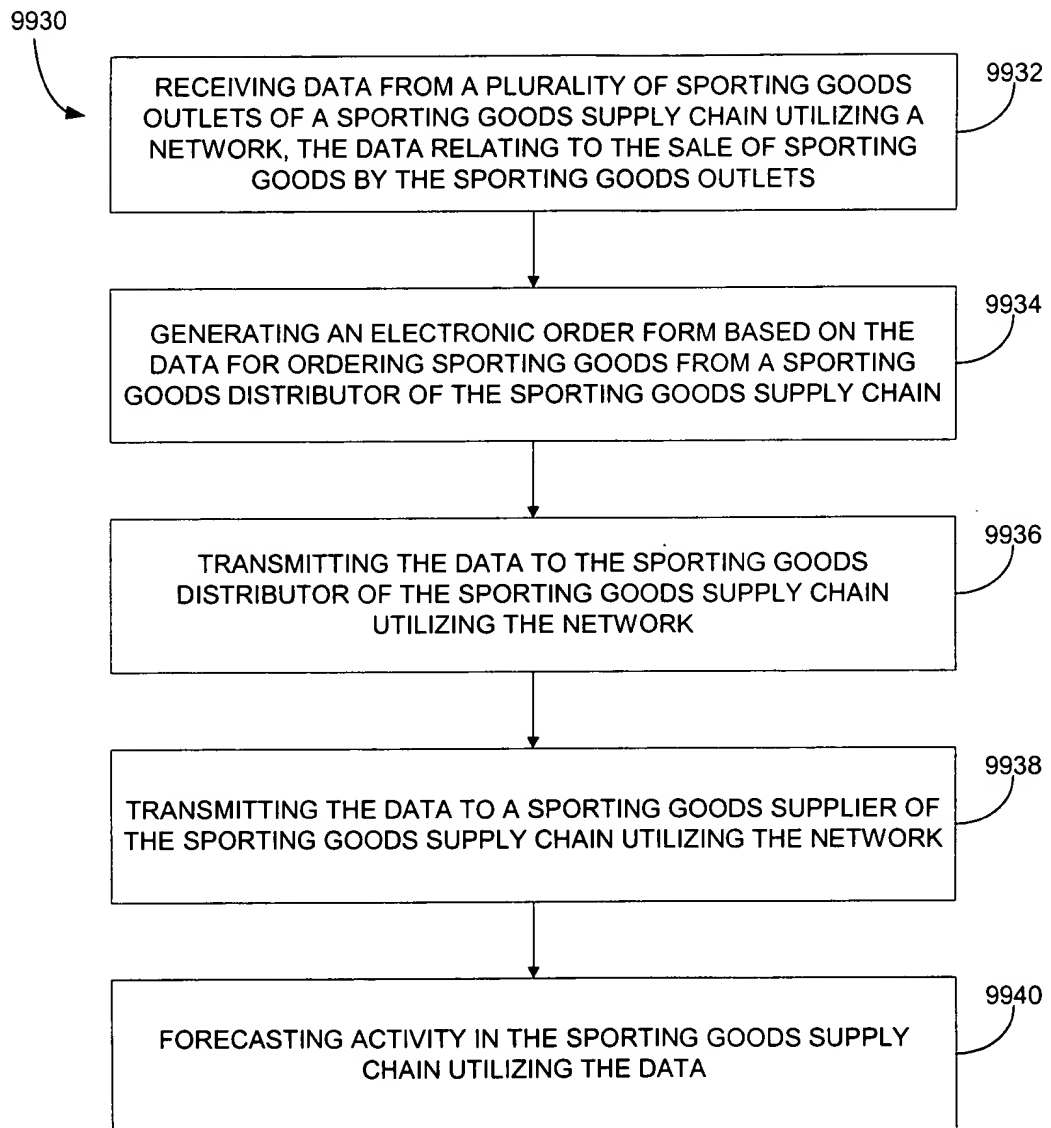 9930
RECEIVING DATA FROM A PLURALITY OF SPORTING GOODS
OUTLETS OF A SPORTING GOODS SUPPLY CHAIN UTILIZING A
NETWORK, THE DATA RELATING TO THE SALE OF SPORTING
GOODS BY THE SPORTING GOODS OUTLETS
9932
GENERATING AN ELECTRONIC ORDER FORM BASED ON THE
DATA FOR ORDERING SPORTING GOODS FROM A SPORTING
GOODS DISTRIBUTOR OF THE SPORTING GOODS SUPPLY CHAIN
9934
TRANSMITTING THE DATA TO THE SPORTING GOODS
DISTRIBUTOR OF THE SPORTING GOODS SUPPLY CHAIN
UTILIZING THE NETWORK
9936
TRANSMITTING THE DATA TO A SPORTING GOODS SUPPLIER OF
THE SPORTING GOODS SUPPLY CHAIN UTILIZING THE NETWORK
9938
FORECASTING ACTIVITY IN THE SPORTING GOODS SUPPLY
CHAIN UTILIZING THE DATA
9940